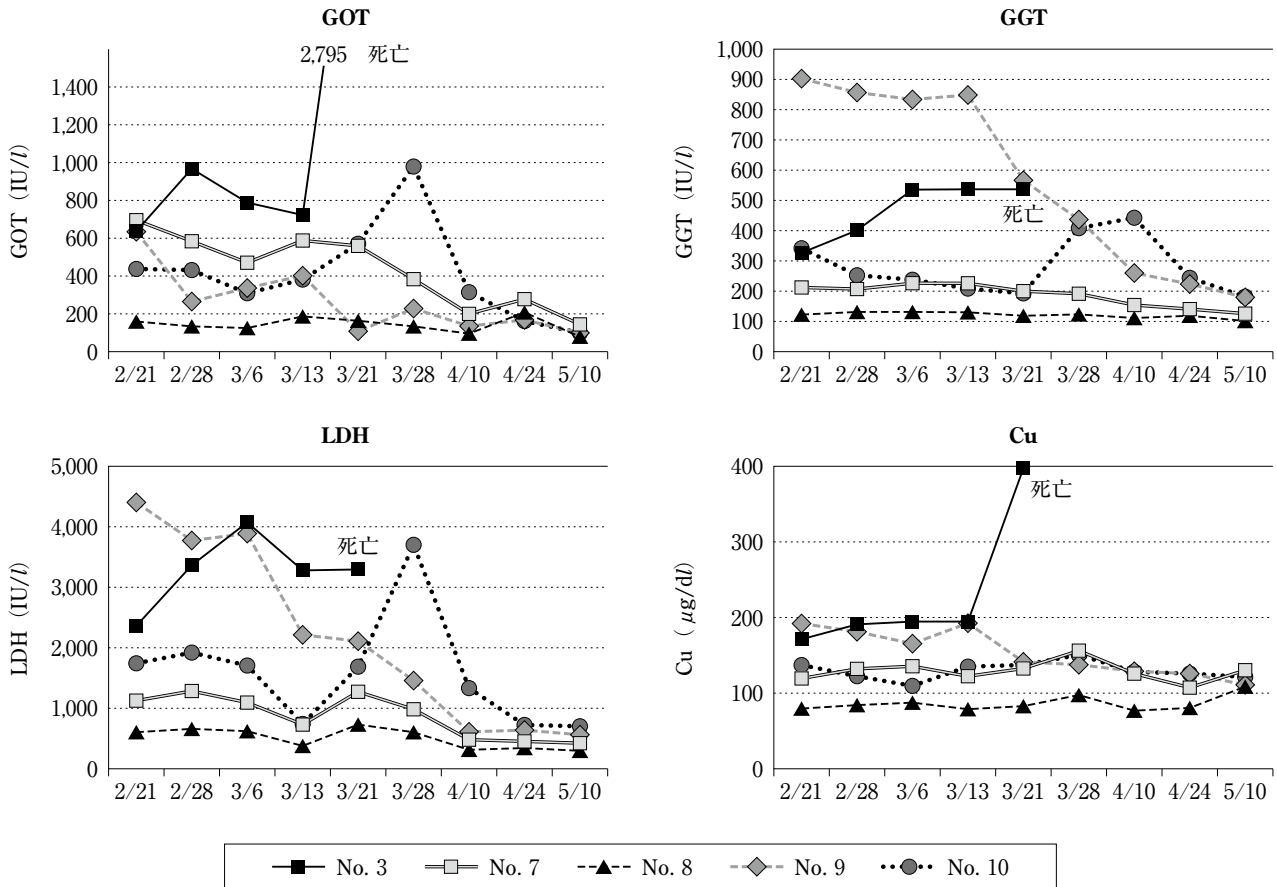 GOT
2,795 死亡
1,400
1,200
1,000
800
600
400
200
0
GOT (IU/l)
2/21 2/28 3/6 3/13 3/21 3/28 4/10 4/24 5/10
GGT
1,000
900
800
700
600
500
400
300
200
100
0
GGT (IU/l)
死亡
2/21 2/28 3/6 3/13 3/21 3/28 4/10 4/24 5/10
LDH
5,000
4,000
3,000
2,000
1,000
0
LDH (IU/l)
死亡
2/21 2/28 3/6 3/13 3/21 3/28 4/10 4/24 5/10
Cu
400
300
200
100
0
Cu ( μg/dl)
死亡
2/21 2/28 3/6 3/13 3/21 3/28 4/10 4/24 5/10
No. 3 No. 7 No. 8 No. 9 No. 10